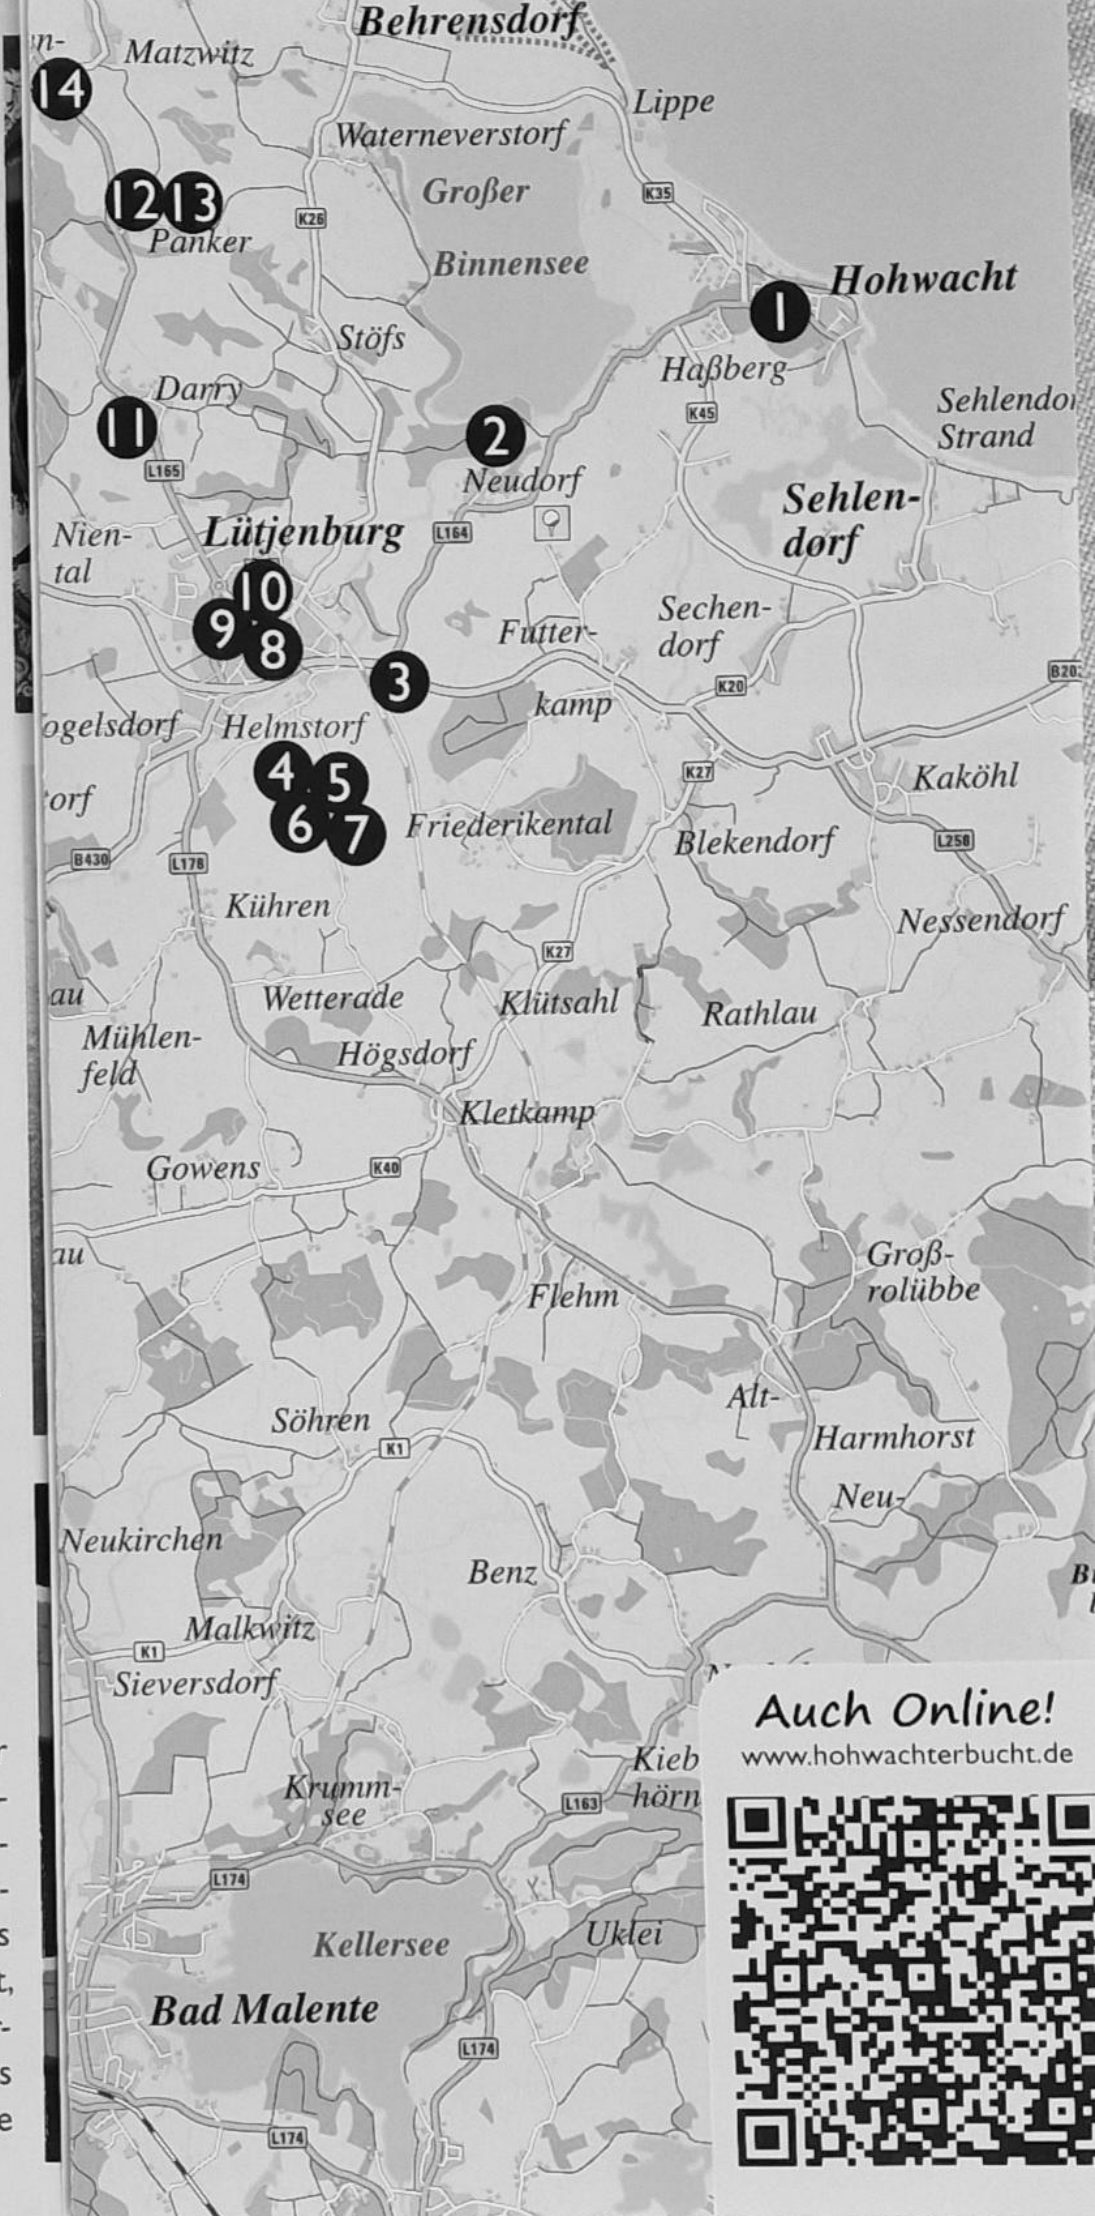 Behrensdorf
Matzwitz
14
Lippe
Waterneverstorf
12 13
Panker
Großer
K35
K26
Binnensee
Hohwacht
1
Stöfs
Haßberg
Darry
Strand
11
2
K45
L165
Neudorf
Sehlen-
dorf
Nien-
tal
Lütjenburg
L164
10
9
8
Sechen-
dorf
Futter-
kamp
3
K20
Helmstorf
4 5
6 7
K27
Kaköhl
Friederikental
Blekendorf
L258
B430
L178
Kühren
Nessendorf
K27
au
Wetterade
Klütsahl
Rathlau
Mühlen-
feld
Högsdorf
Kletkamp
Gowens
K40
au
Groß-
rolübbe
Flehm
Alt-
Söhren
K1
Harmhorst
Neu-
Neukirchen
Benz
Malkwitz
K1
Sieversdorf
Krumm-
see
Kieb
hörn
L163
L174
Kellersee
Uklei
Bad Malente
L174
L174
Auch Online!
www.hohwachterbucht.de